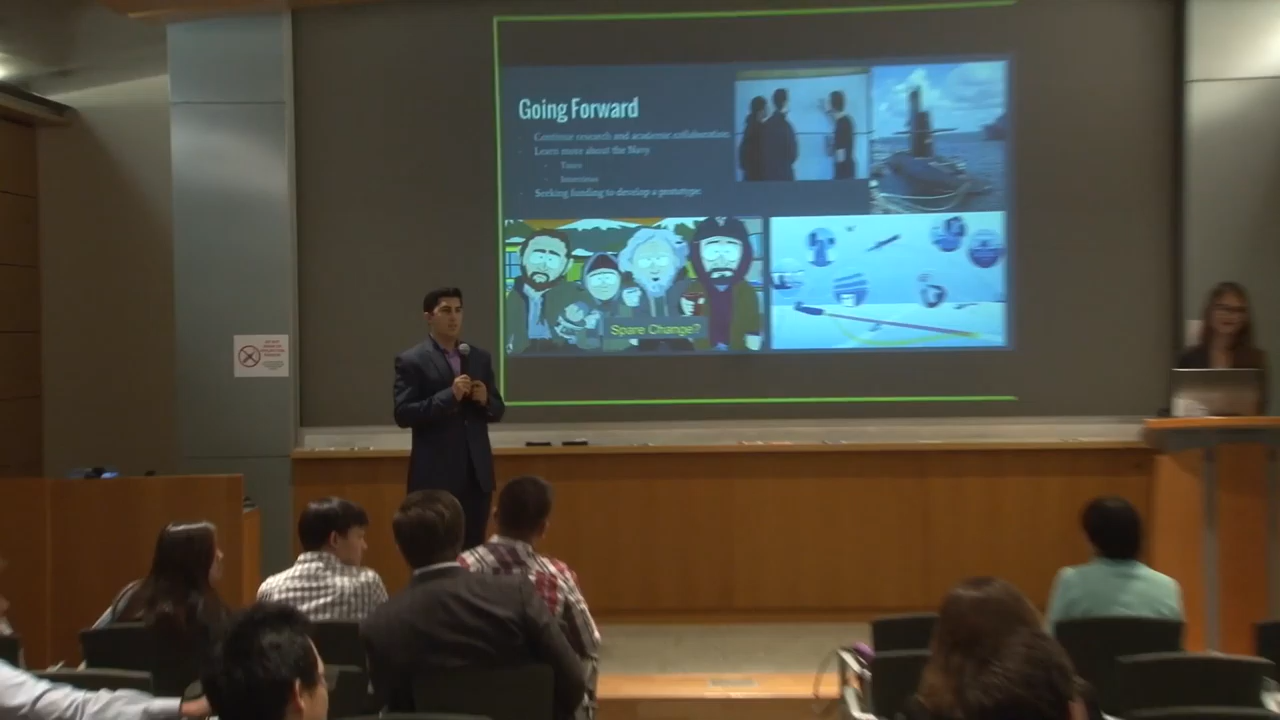 Going Forward
Continue research and academic collaboration
Learn more about the Navy
Tours
Interviews
Seeking funding to develop a prototype
Spare Change?